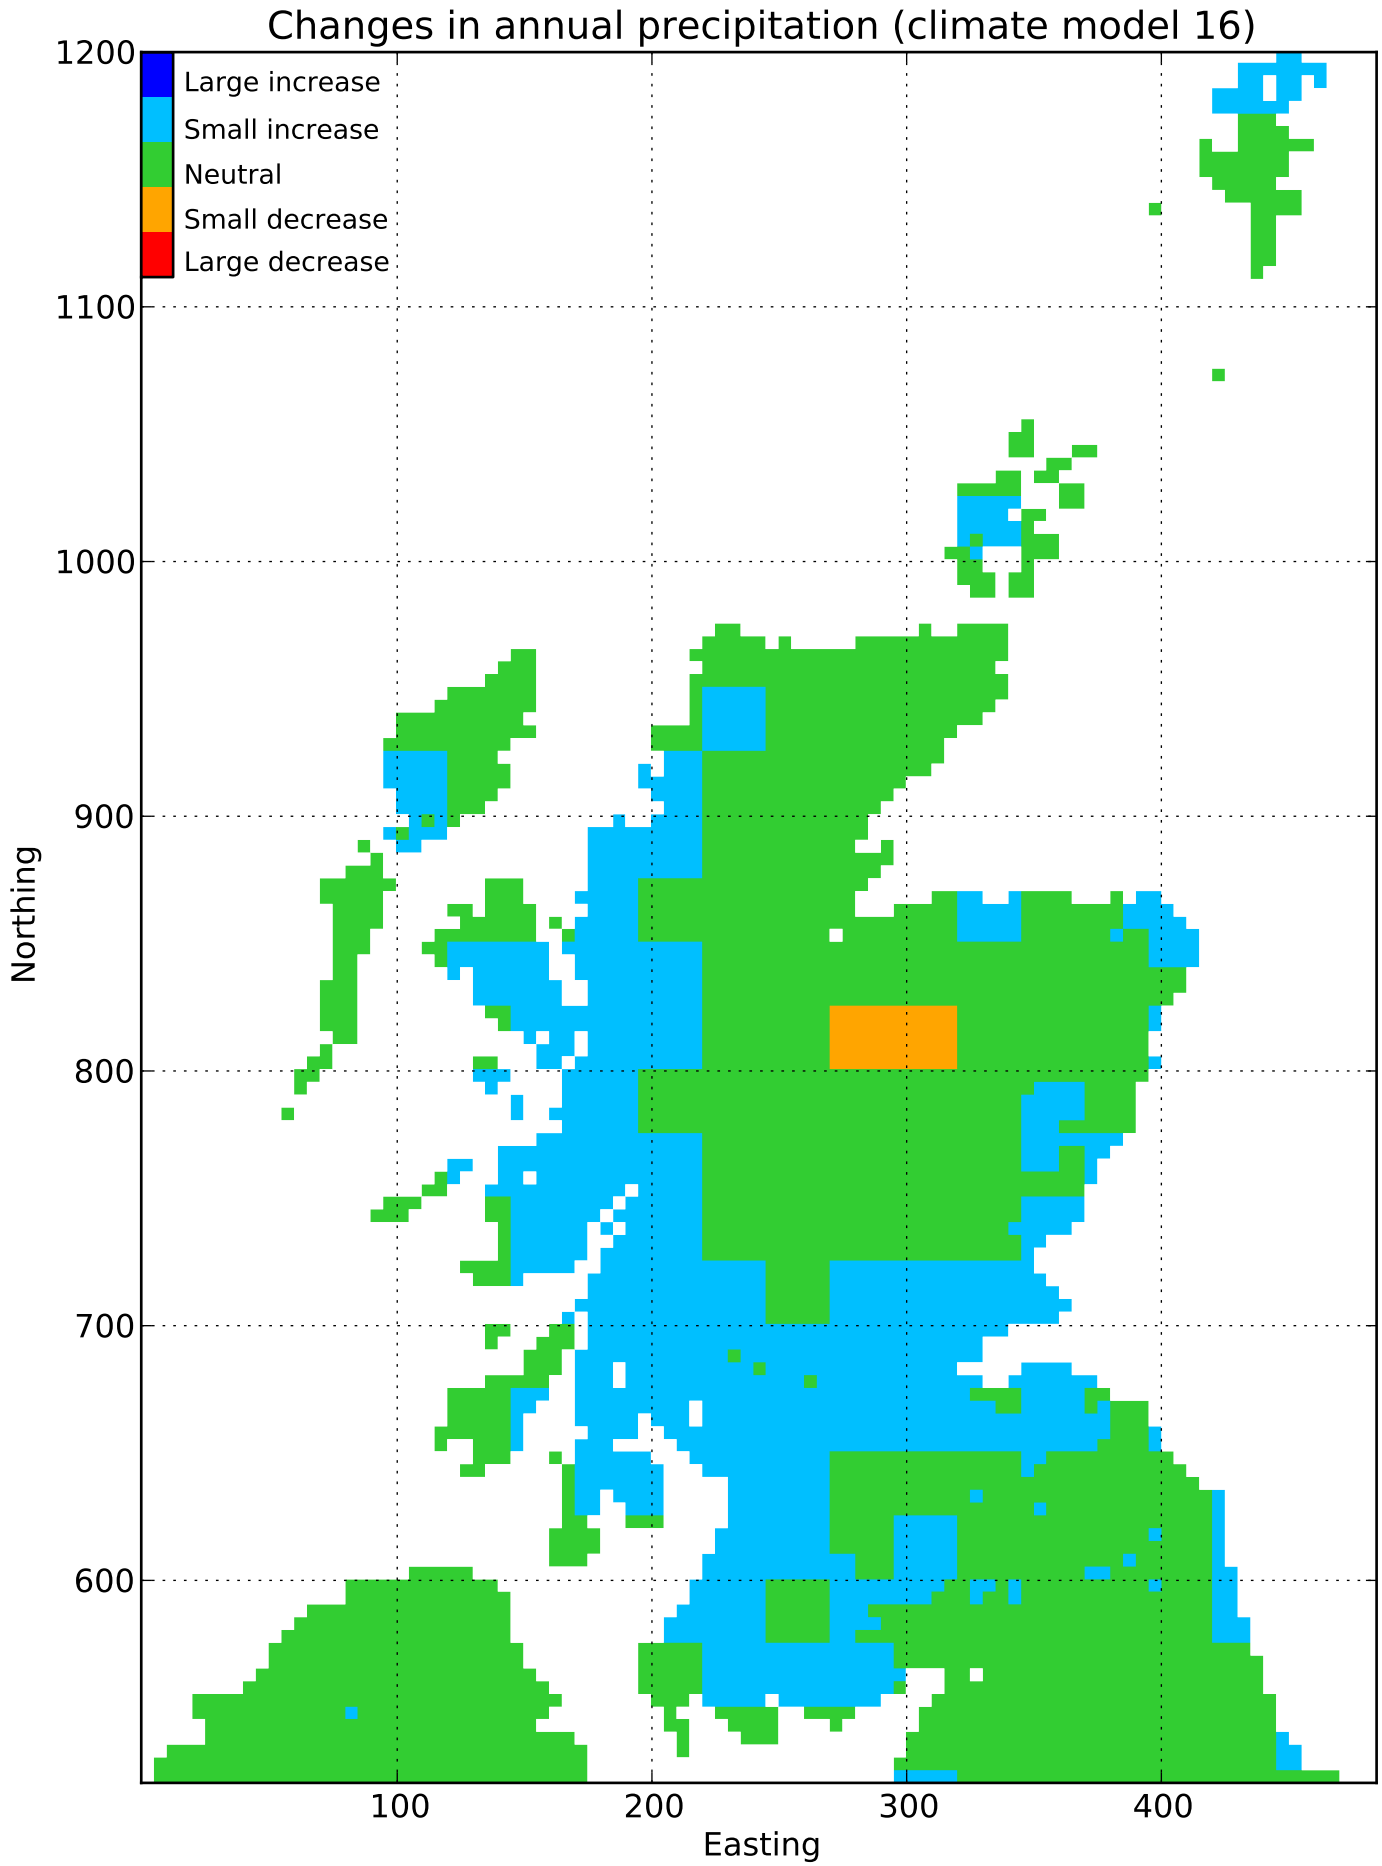 Changes in annual precipitation (climate model 16)
1200
Large increase
Small increase
Neutral
Small decrease
Large decrease
1100
1000
900
Northing
800
700
600
100 200 300 400
Easting